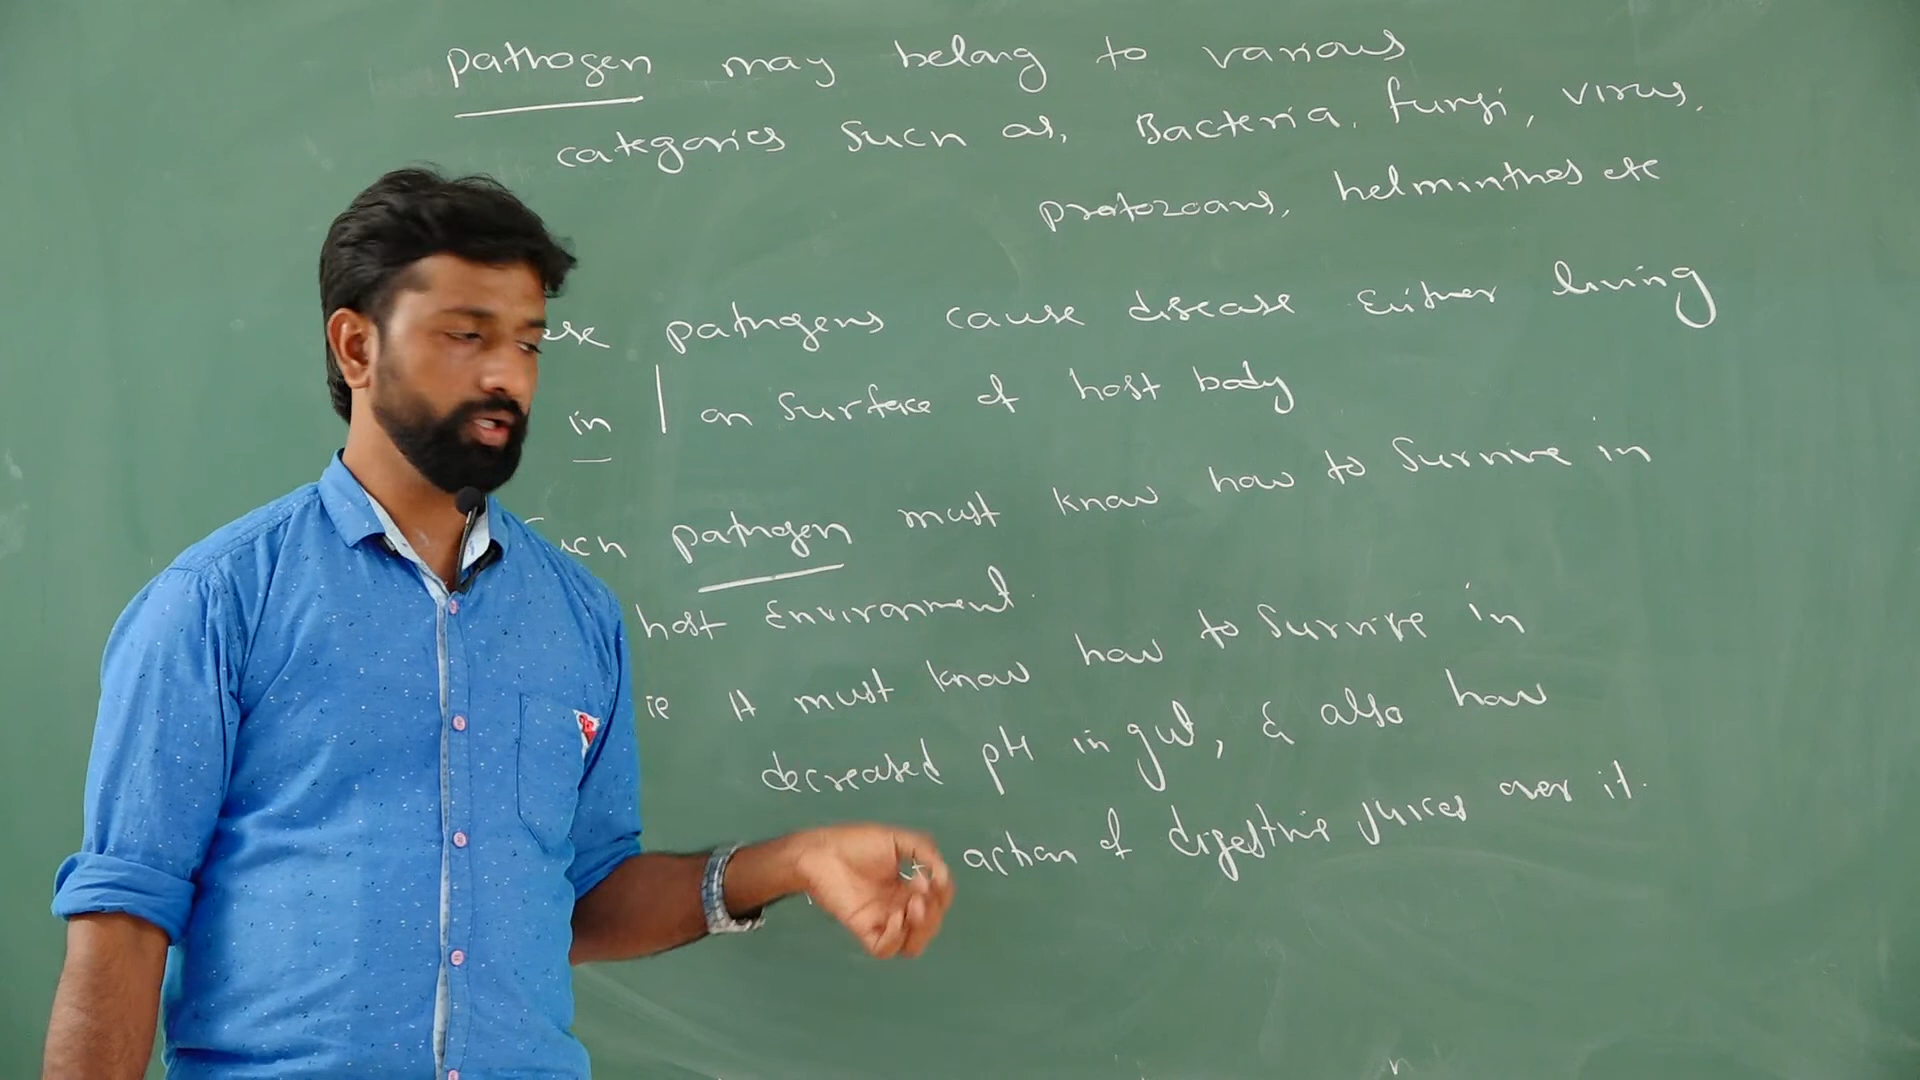 pathogen may belong to various
categories such as, Bacteria, fungi, virus,
protozoans, helminthes etc
ese pathogens cause disease Either living
in / on surface of host body
uch pathogen must know how to survive in
host Environment.
ie It must know how to survive in
decreased pH in gut, & also how
action of digestive juices over it.